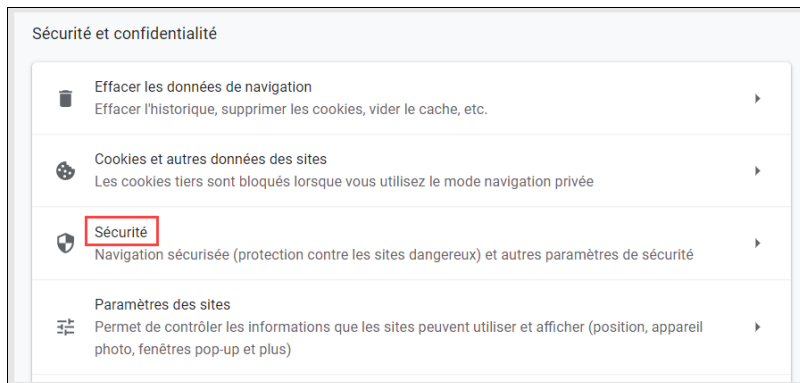 Sécurité et confidentialité
Effacer les données de navigation
Effacer l'historique, supprimer les cookies, vider le cache, etc.
Cookies et autres données des sites
Les cookies tiers sont bloqués lorsque vous utilisez le mode navigation privée
Sécurité
Navigation sécurisée (protection contre les sites dangereux) et autres paramètres de sécurité
Paramètres des sites
Permet de contrôler les informations que les sites peuvent utiliser et afficher (position, appareil
photo, fenêtres pop-up et plus)